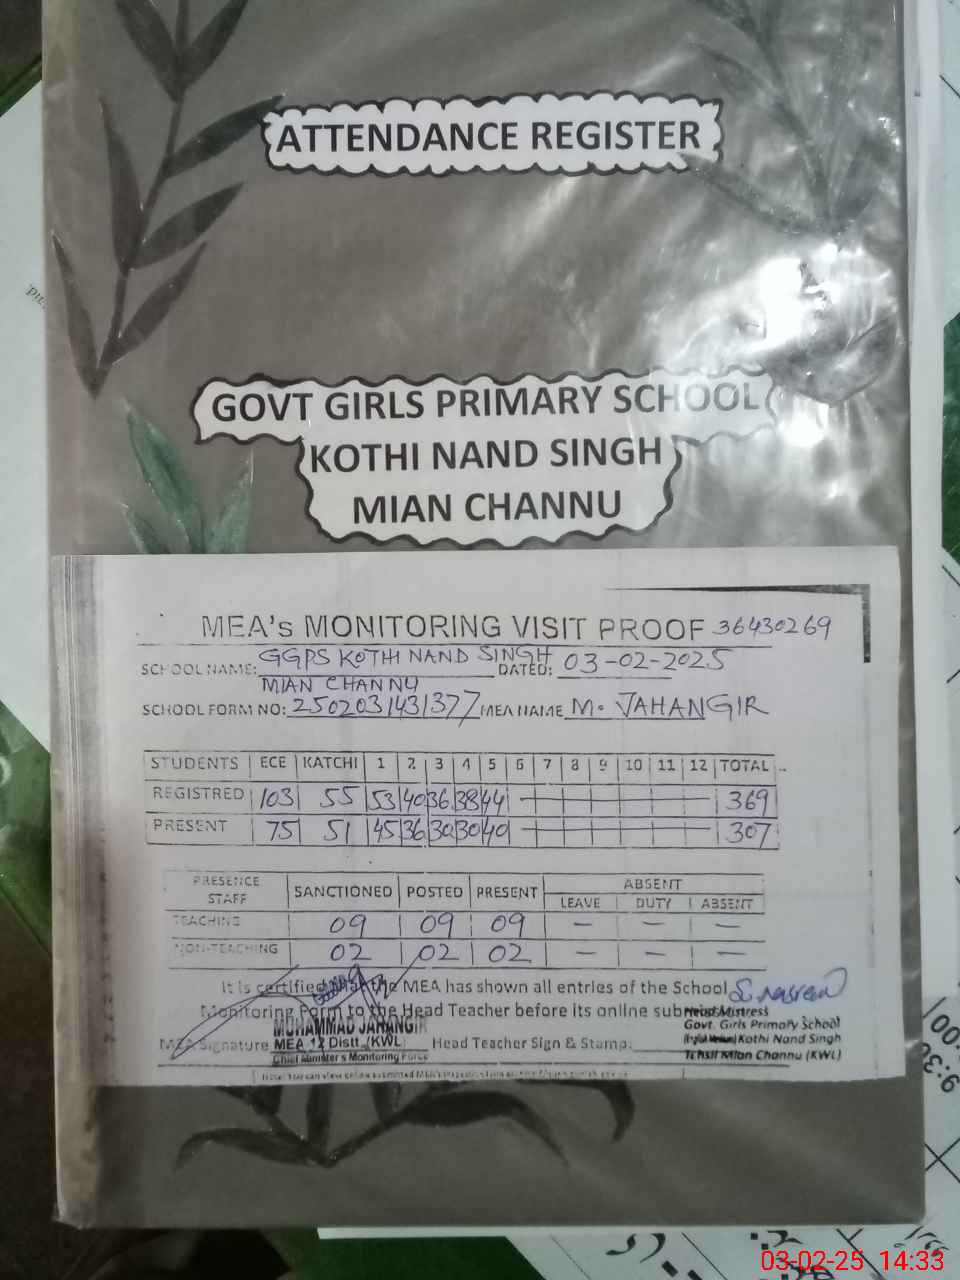 ATTENDANCE REGISTER
GOVT GIRLS PRIMARY SCHOOL
KOTHI NAND SINGH
MIAN CHANNU
MEA's MONITORING VISIT PROOF 36430269
SCHOOL NAME: GGPS KOTHI NAND SINGH DATED: 03-02-2025
MIAN CHANNU
SCHOOL FORM NO: 2502031431377 MEA NAME M. JAHANGIR
STUDENTS ECE KATCHI 1 2 3 4 5 6 7 8 9 10 11 12 TOTAL
REGISTRED 103 55 53 40 36 38 44 369
PRESENT 75 51 45 36 30 30 40 307
PRESENCE STAFF SANCTIONED POSTED PRESENT ABSENT
LEAVE DUTY ABSENT
TEACHING 09 09 09 — — —
NON-TEACHING 02 02 02 — — —
It is certified that the MEA has shown all entries of the School
Monitoring Form to the Head Teacher before its online
MEA Signature Head Teacher Sign & Stamp:
MUHAMMAD JAHANGIR
MEA 12 Distt. (KWL)
Chief Minister's Monitoring Force
S. nasreen
Head Mistress
Govt. Girls Primary School
Kothi Nand Singh
Tehsil Mian Channu (KWL)
03-02-25 14:33